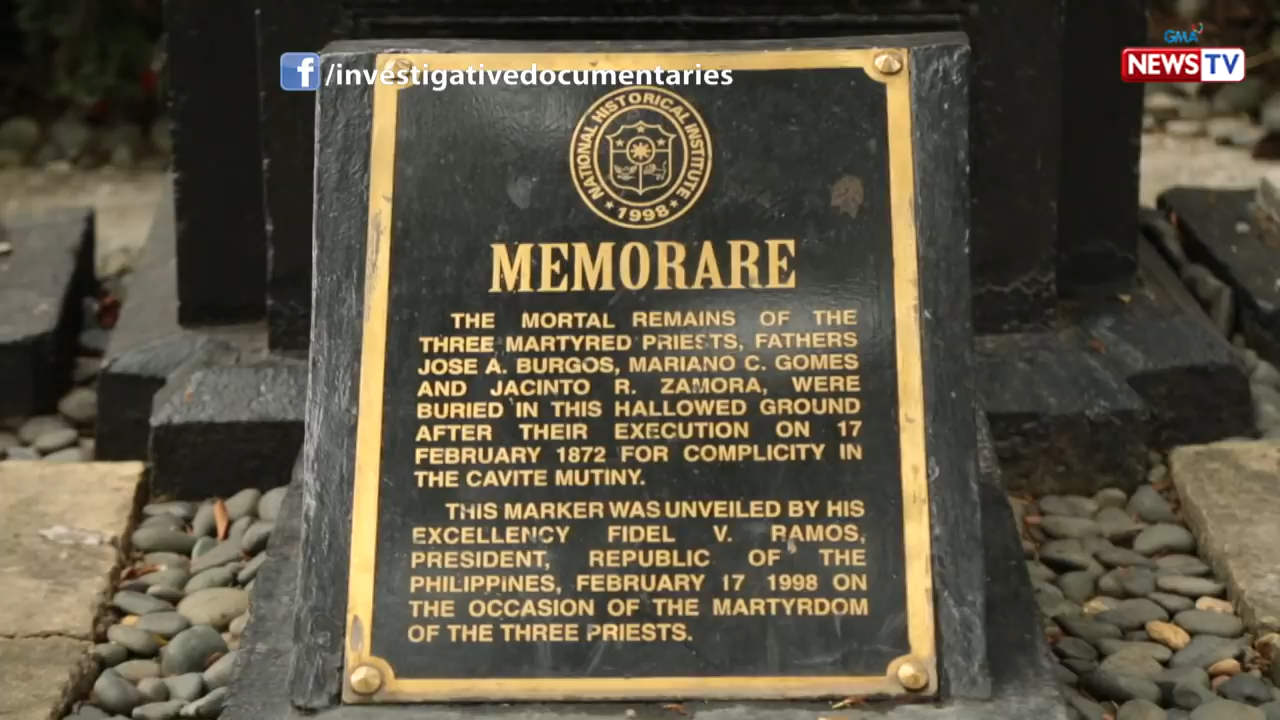 GMA
NEWS TV
/investigativedocumentaries
NATIONAL HISTORICAL INSTITUTE
★ 1998 ★
MEMORARE
THE MORTAL REMAINS OF THE
THREE MARTYRED PRIESTS, FATHERS
JOSE A. BURGOS, MARIANO C. GOMES
AND JACINTO R. ZAMORA, WERE
BURIED IN THIS HALLOWED GROUND
AFTER THEIR EXECUTION ON 17
FEBRUARY 1872 FOR COMPLICITY IN
THE CAVITE MUTINY.
THIS MARKER WAS UNVEILED BY HIS
EXCELLENCY FIDEL V. RAMOS,
PRESIDENT, REPUBLIC OF THE
PHILIPPINES, FEBRUARY 17 1998 ON
THE OCCASION OF THE MARTYRDOM
OF THE THREE PRIESTS.